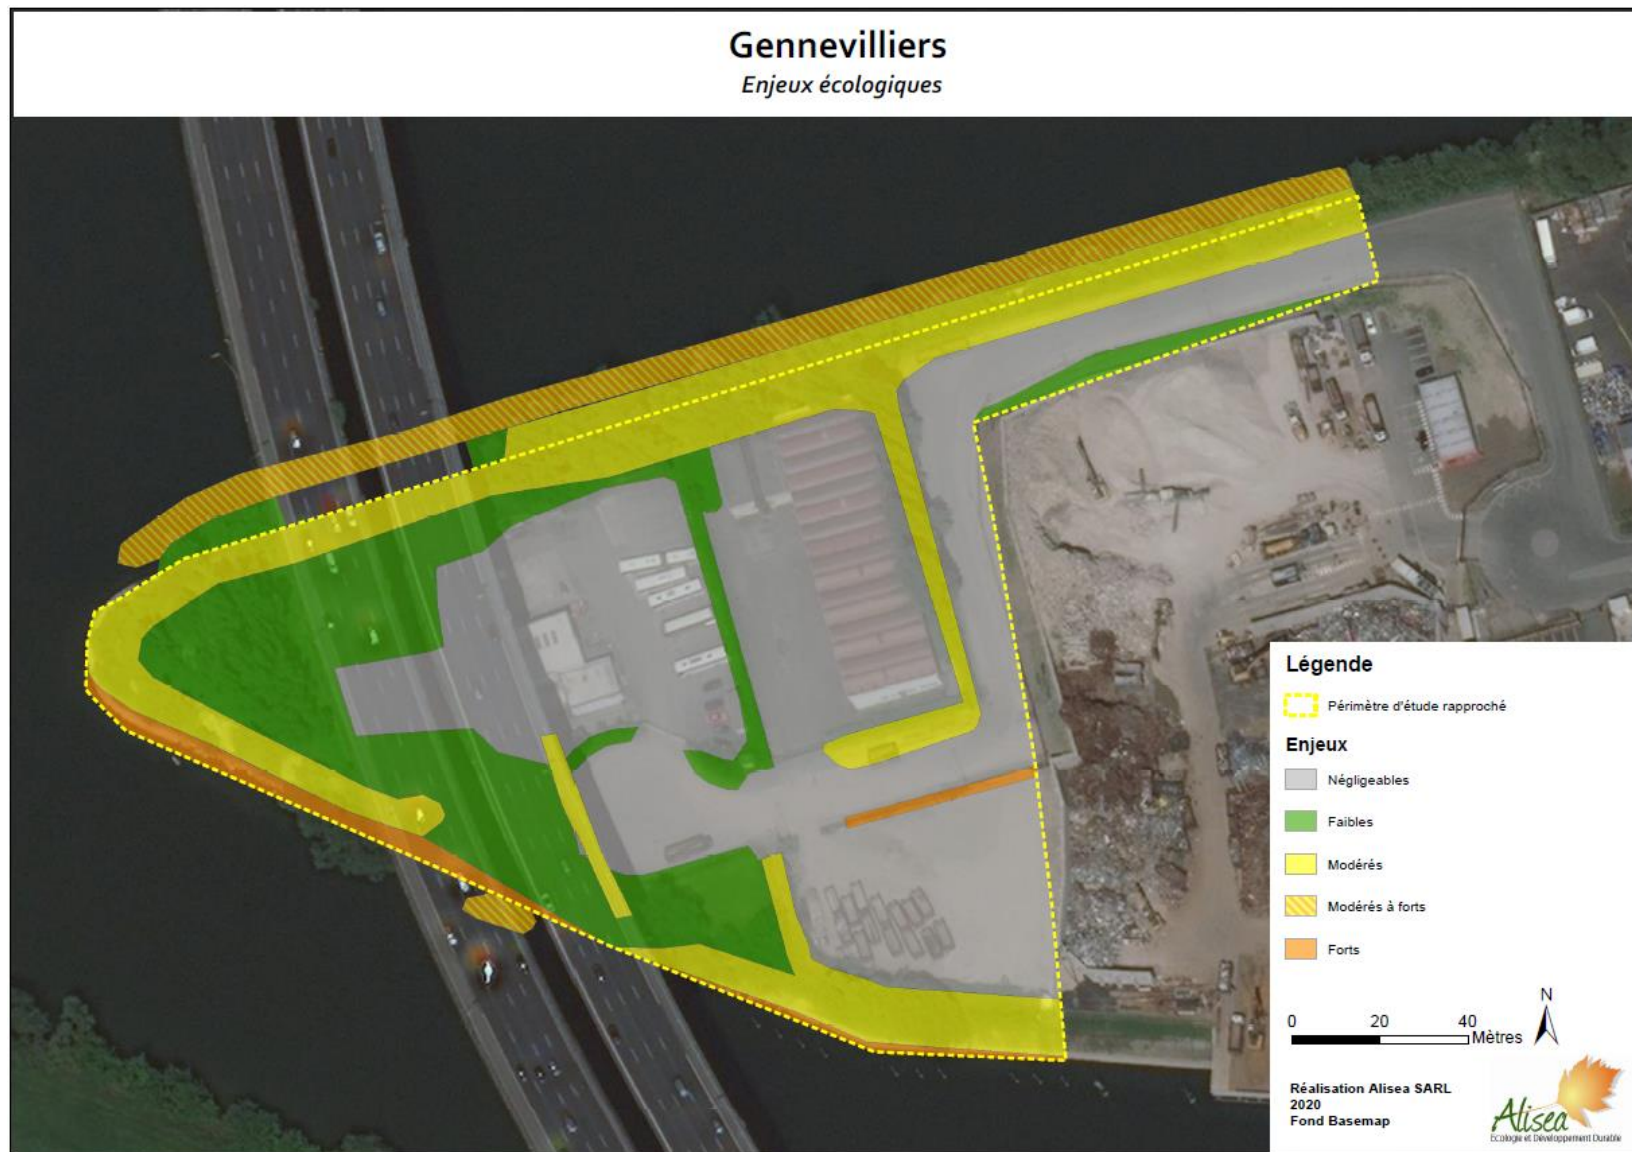 Gennevilliers
Enjeux écologiques
Légende
Périmètre d'étude rapproché
Enjeux
Négligeables
Faibles
Modérés
Modérés à forts
Forts
N
0 20 40
Mètres
Réalisation Alisea SARL
2020
Fond Basemap
Alisea
Ecologie et Développement Durable